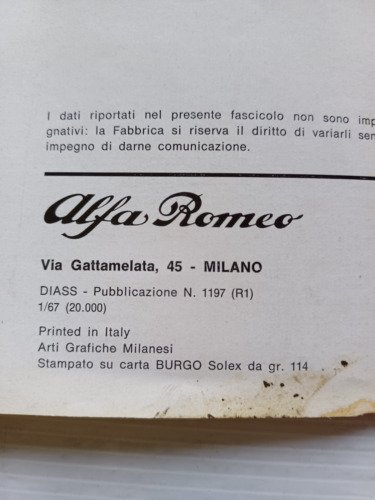 I dati riportati nel presente fascicolo non sono
gnativi: la Fabbrica si riserva il diritto di variarli
impegno di darne comunicazione.
Alfa Romeo
Via Gattamelata, 45 - MILANO
DIASS - Pubblicazione N. 1197 (R1)
1/67 (20.000)
Printed in Italy
Arti Grafiche Milanesi
Stampato su carta BURGO Solex da gr. 114